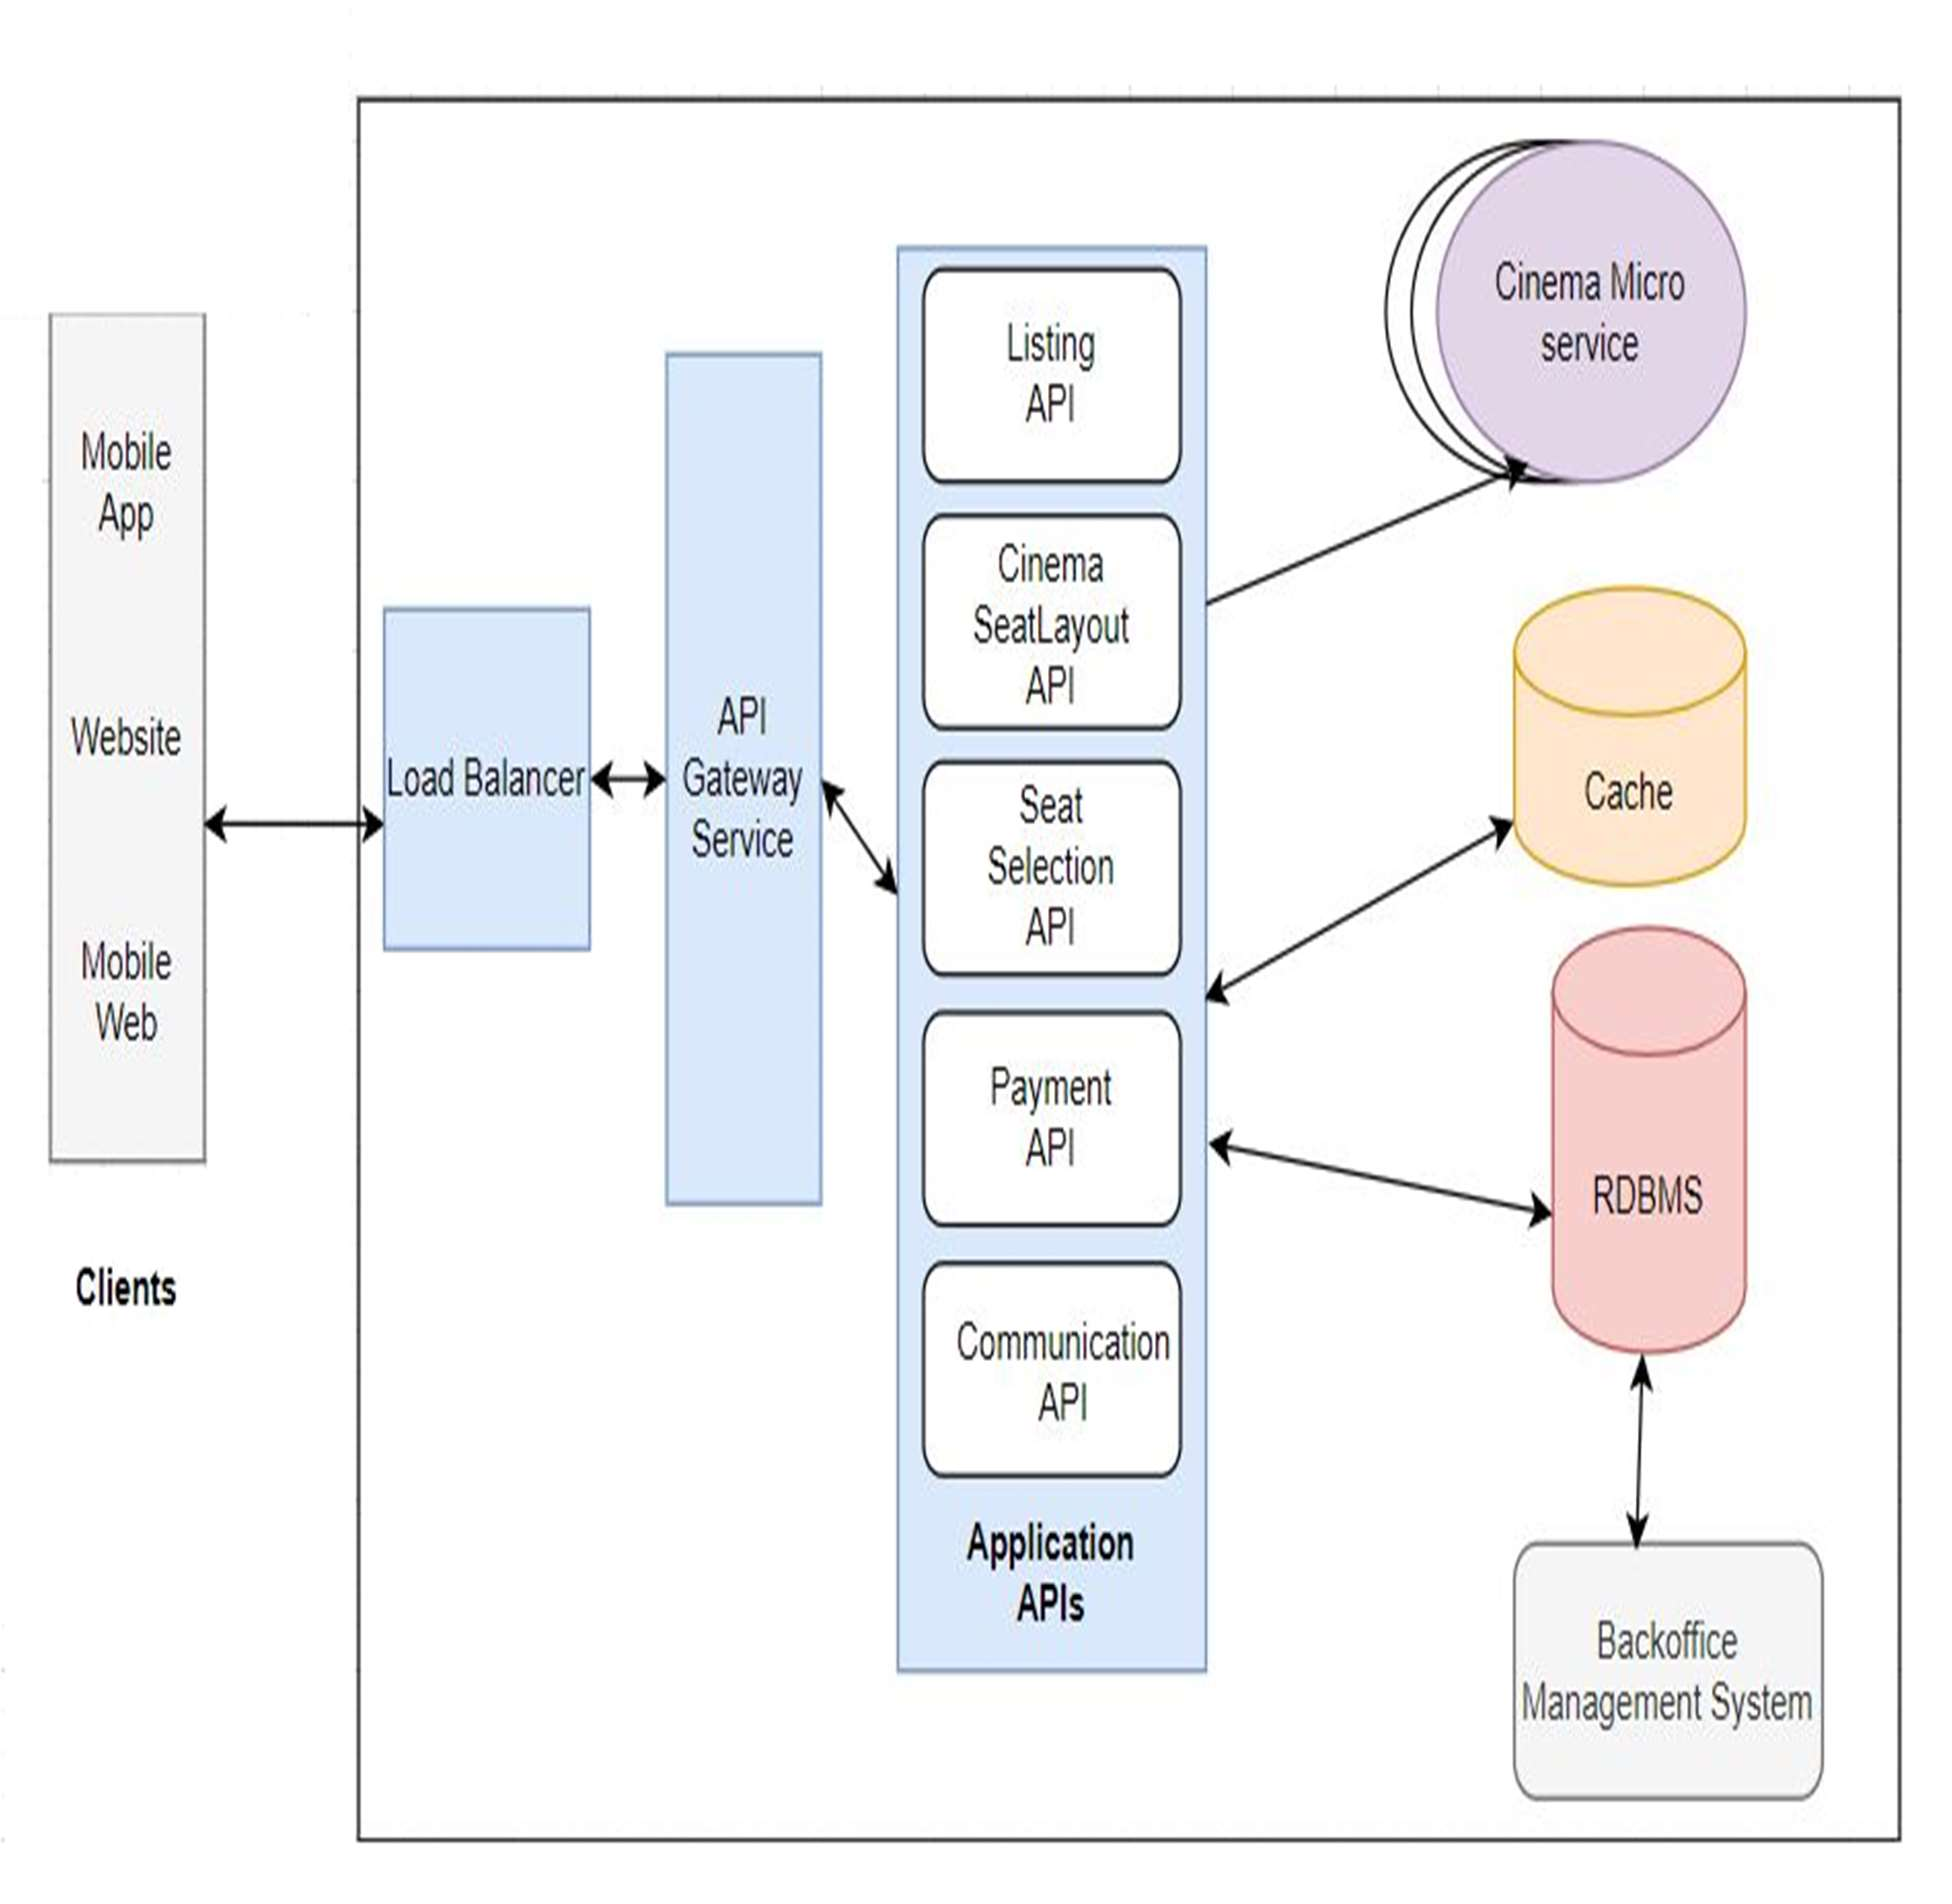 Mobile
App
Website
Mobile
Web
Clients
Load Balancer
API
Gateway
Service
Listing
API
Cinema
SeatLayout
API
Seat
Selection
API
Payment
API
Communication
API
Application
APIs
Cinema Micro
service
Cache
RDBMS
Backoffice
Management System